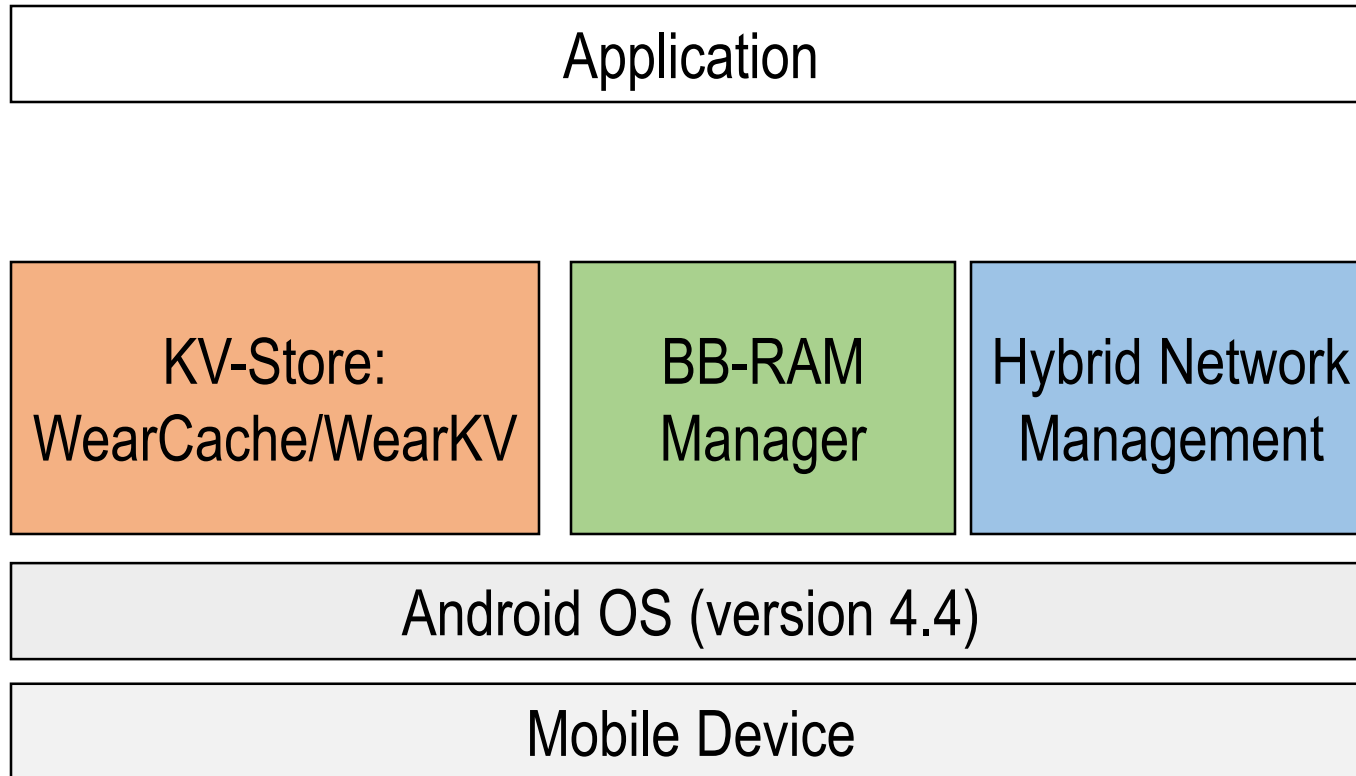 Application
KV-Store:
WearCache/WearKV
BB-RAM
Manager
Hybrid Network
Management
Android OS (version 4.4)
Mobile Device